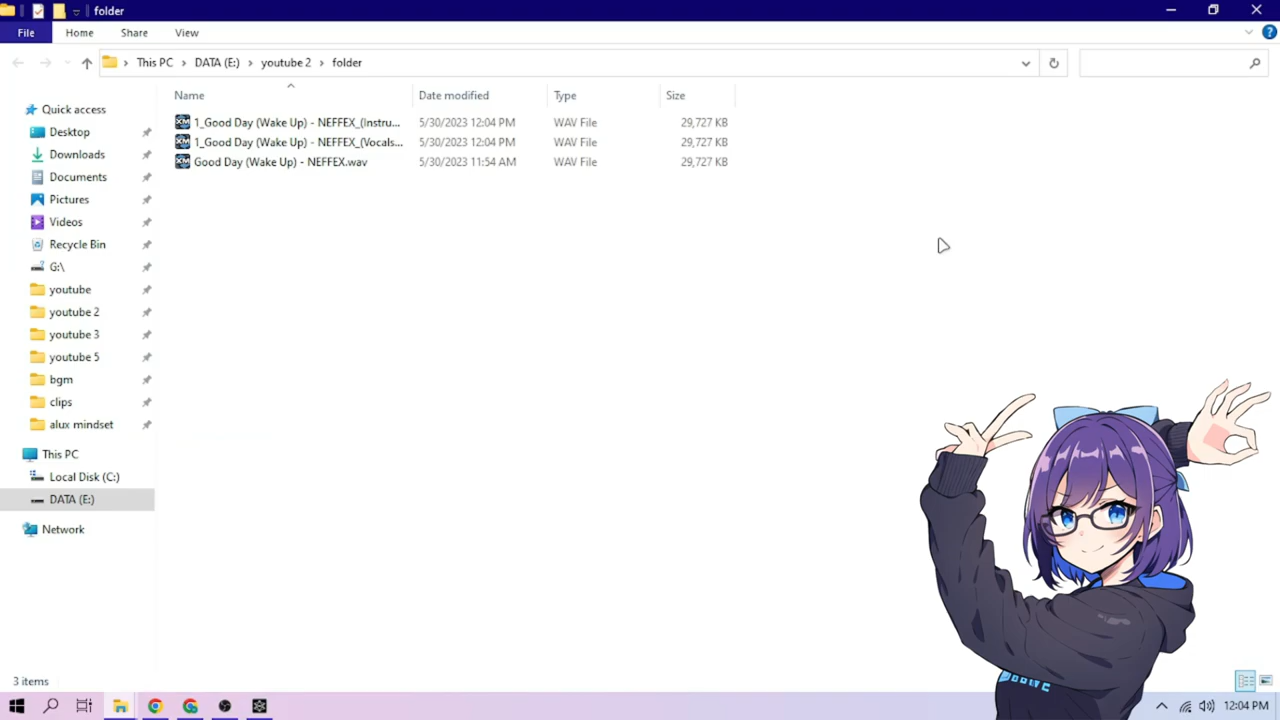 folder
File Home Share View
This PC DATA (E:) youtube 2 folder
Name Date modified Type Size
1_Good Day (Wake Up) - NEFFEX_(Instru... 5/30/2023 12:04 PM WAV File 29,727 KB
1_Good Day (Wake Up) - NEFFEX_(Vocals... 5/30/2023 12:04 PM WAV File 29,727 KB
Good Day (Wake Up) - NEFFEX.wav 5/30/2023 11:54 AM WAV File 29,727 KB
Quick access
Desktop
Downloads
Documents
Pictures
Videos
Recycle Bin
G:\
youtube
youtube 2
youtube 3
youtube 5
bgm
clips
alux mindset
This PC
Local Disk (C:)
DATA (E:)
Network
3 items
12:04 PM